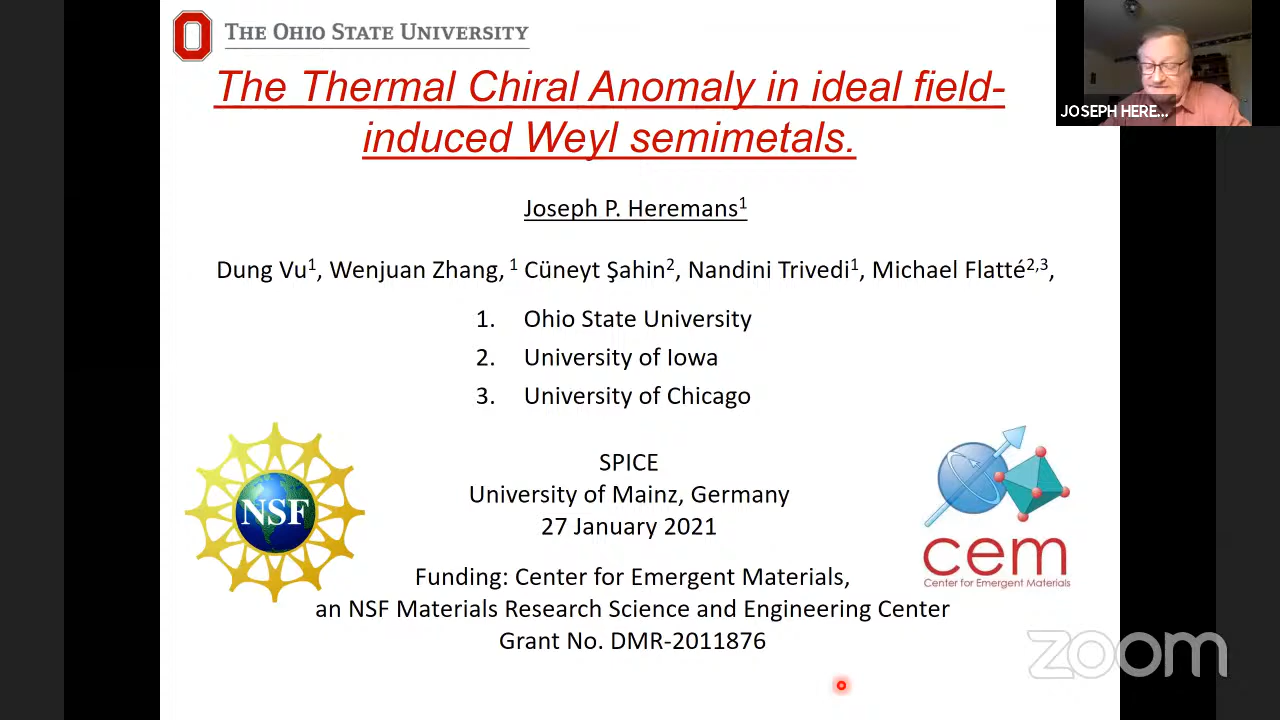 THE OHIO STATE UNIVERSITY
The Thermal Chiral Anomaly in ideal field-
induced Weyl semimetals.
JOSEPH HERE...
Joseph P. Heremans1
Dung Vu1, Wenjuan Zhang, 1 Cüneyt Şahin2, Nandini Trivedi1, Michael Flatté2,3,
1. Ohio State University
2. University of Iowa
3. University of Chicago
NSF
SPICE
University of Mainz, Germany
27 January 2021
cem
Center for Emergent Materials
Funding: Center for Emergent Materials,
an NSF Materials Research Science and Engineering Center
Grant No. DMR-2011876
zoom